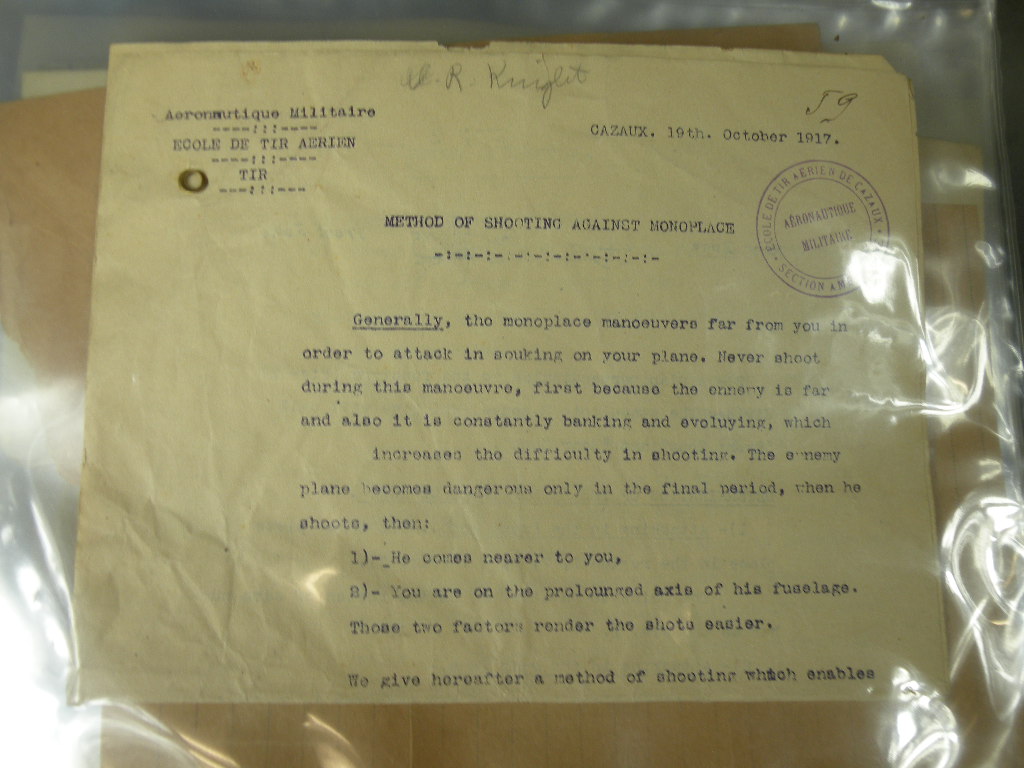 R. Knight
59
Aeronautique Militaire
----:::----
ECOLE DE TIR AERIEN
----:::----
TIR
----:::----
CAZAUX. 19th. October 1917.
ECOLE DE TIR AERIEN DE CAZAUX
AÉRONAUTIQUE
MILITAIRE
SECTION
METHOD OF SHOOTING AGAINST MONOPLACE
-:-:-:-:-:-:-:-:-:-:-
Generally, the monoplace manoeuvers far from you in
order to attack in souking on your plane. Never shoot
during this manoeuvre, first because the ennemy is far
and also it is constantly banking and evoluying, which
increases the difficulty in shooting. The ennemy
plane becomes dangerous only in the final period, when he
shoots, then:
1)- He comes nearer to you,
2)- You are on the prolounged axis of his fuselage.
Those two factors render the shots easier.
We give hereafter a method of shooting which enables